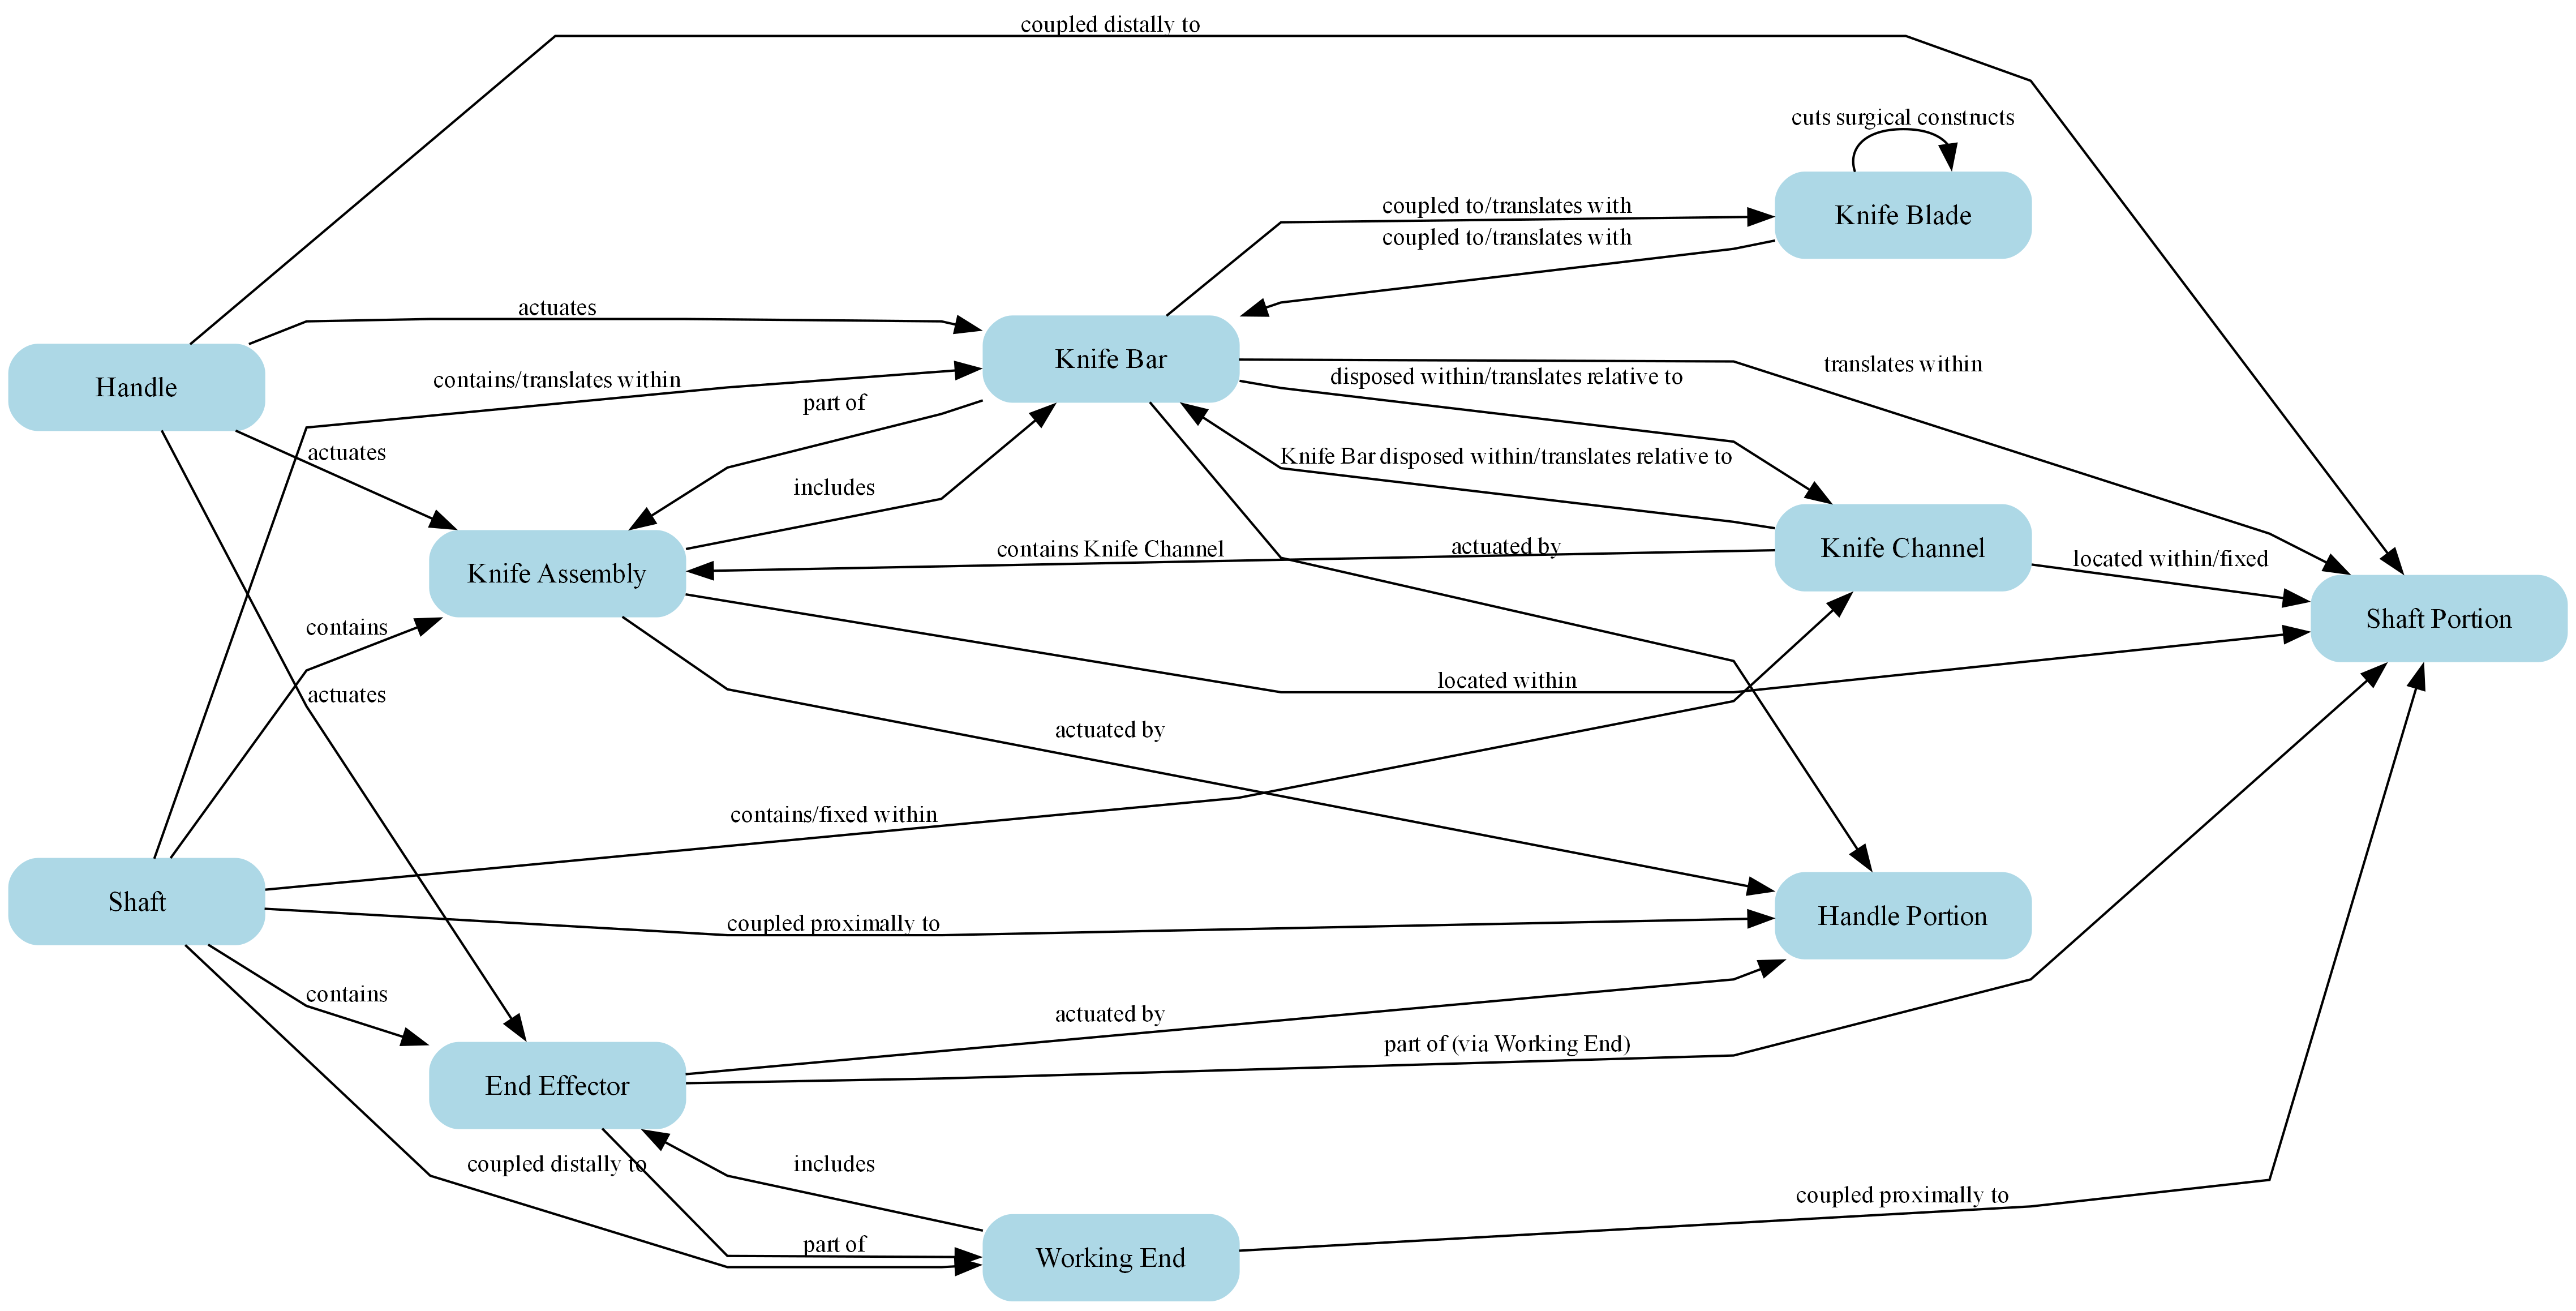 coupled distally to
cuts surgical constructs
Knife Blade
coupled to/translates with
coupled to/translates with
actuates
Knife Bar
Handle
contains/translates within
part of
disposed within/translates relative to
translates within
actuates
includes
Knife Bar disposed within/translates relative to
contains Knife Channel
actuated by
Knife Channel
located within/fixed
Knife Assembly
Shaft Portion
contains
actuates
located within
actuated by
contains/fixed within
Shaft
coupled proximally to
Handle Portion
contains
actuated by
part of (via Working End)
End Effector
coupled distally to
includes
coupled proximally to
part of
Working End